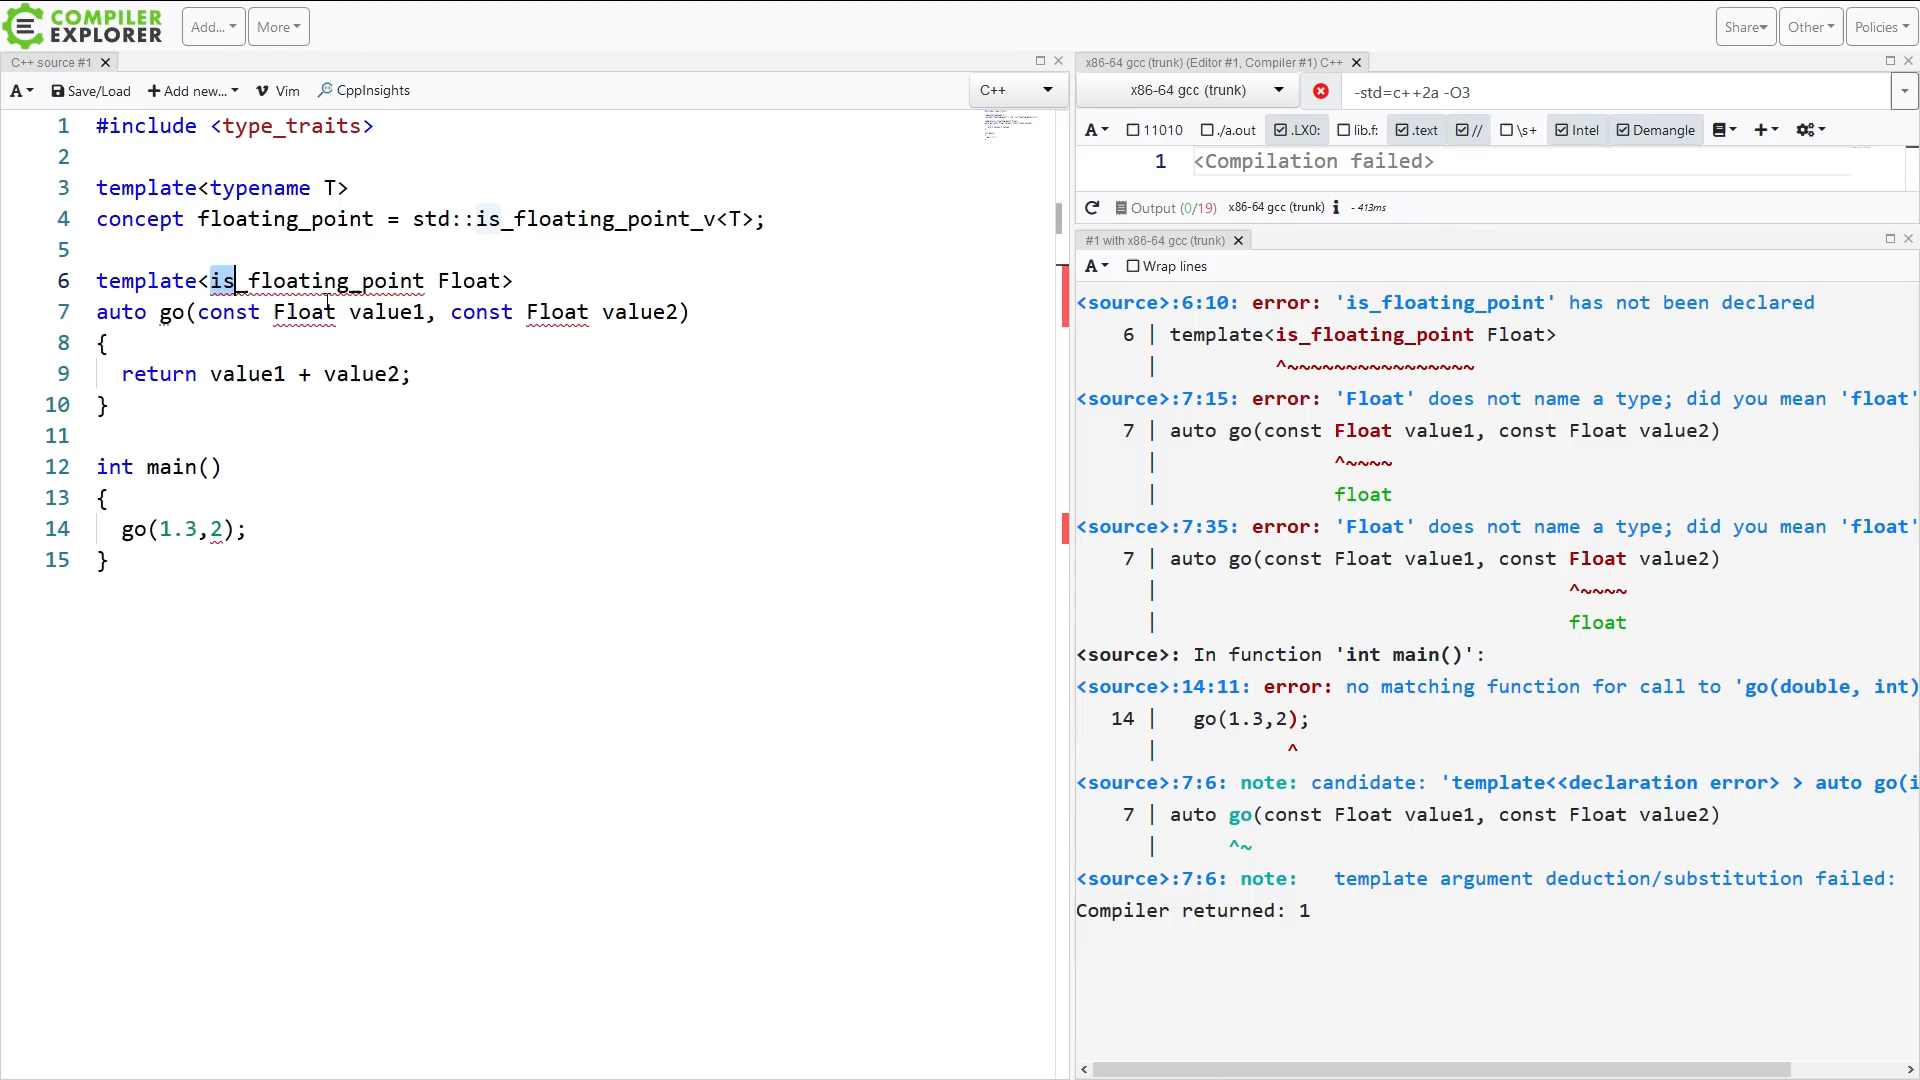 COMPILER
EXPLORER
Add...
More
Share
Other
Policies
C++ source #1
A
Save/Load
Add new...
Vim
CppInsights
C++
1 #include <type_traits>
2
3 template<typename T>
4 concept floating_point = std::is_floating_point_v<T>;
5
6 template<is_floating_point Float>
7 auto go(const Float value1, const Float value2)
8 {
9 return value1 + value2;
10 }
11
12 int main()
13 {
14 go(1.3,2);
15 }
x86-64 gcc (trunk) (Editor #1, Compiler #1) C++
x86-64 gcc (trunk)
-std=c++2a -O3
A
11010
./a.out
.LX0:
lib.f:
.text
//
\s+
Intel
Demangle
1 <Compilation failed>
Output (0/19) x86-64 gcc (trunk) i - 413ms
#1 with x86-64 gcc (trunk)
A
Wrap lines
<source>:6:10: error: 'is_floating_point' has not been declared
6 | template<is_floating_point Float>
| ^~~~~~~~~~~~~~~~~
<source>:7:15: error: 'Float' does not name a type; did you mean 'float'
7 | auto go(const Float value1, const Float value2)
| ^~~~~
| float
<source>:7:35: error: 'Float' does not name a type; did you mean 'float'
7 | auto go(const Float value1, const Float value2)
| ^~~~~
| float
<source>: In function 'int main()':
<source>:14:11: error: no matching function for call to 'go(double, int)
14 | go(1.3,2);
| ^
<source>:7:6: note: candidate: 'template<<declaration error> > auto go(i
7 | auto go(const Float value1, const Float value2)
| ^~
<source>:7:6: note: template argument deduction/substitution failed:
Compiler returned: 1